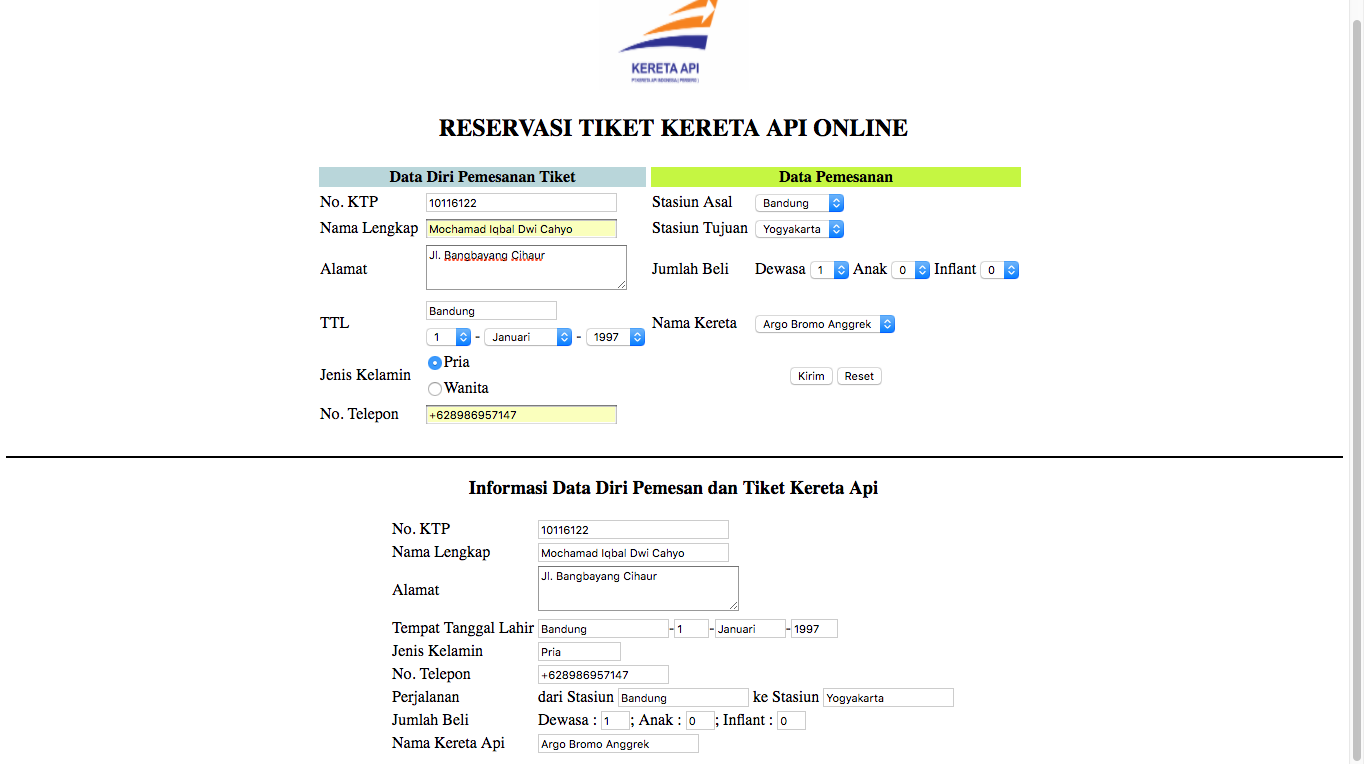 KERETA API
RESERVASI TIKET KERETA API ONLINE
Data Diri Pemesanan Tiket
No. KTP 10116122
Nama Lengkap Mochamad Iqbal Dwi Cahyo
Alamat Jl. Bangbayang Cihaur
TTL Bandung
1 - Januari - 1997
Jenis Kelamin Pria
Wanita
No. Telepon +628986957147
Data Pemesanan
Stasiun Asal Bandung
Stasiun Tujuan Yogyakarta
Jumlah Beli Dewasa 1 Anak 0 Inflant 0
Nama Kereta Argo Bromo Anggrek
Kirim Reset
Informasi Data Diri Pemesan dan Tiket Kereta Api
No. KTP 10116122
Nama Lengkap Mochamad Iqbal Dwi Cahyo
Alamat Jl. Bangbayang Cihaur
Tempat Tanggal Lahir Bandung - 1 - Januari - 1997
Jenis Kelamin Pria
No. Telepon +628986957147
Perjalanan dari Stasiun Bandung ke Stasiun Yogyakarta
Jumlah Beli Dewasa : 1 ; Anak : 0 ; Inflant : 0
Nama Kereta Api Argo Bromo Anggrek